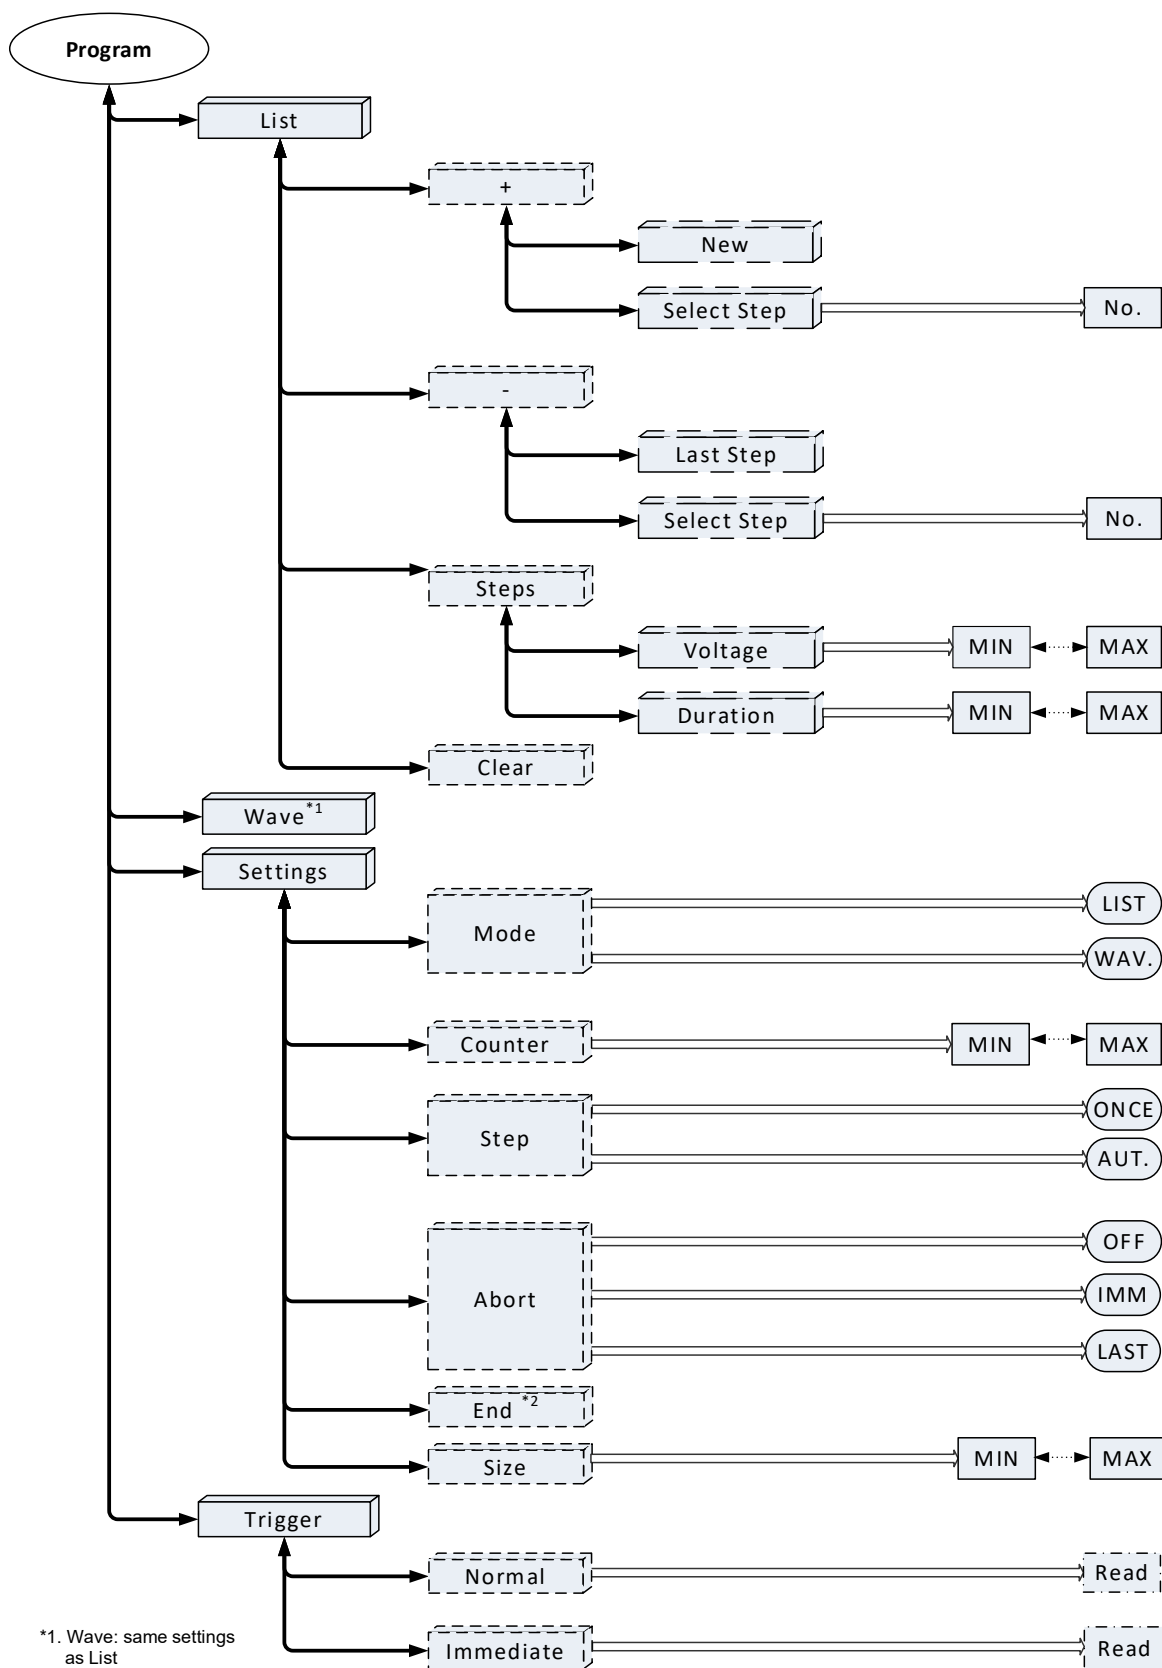 Program
List
+
New
Select Step No.
-
Last Step
Select Step No.
Steps
Voltage MIN MAX
Duration MIN MAX
Clear
Wave*1
Settings
LIST
Mode
WAV.
Counter MIN MAX
ONCE
Step
AUT.
OFF
Abort IMM
LAST
End *2
Size MIN MAX
Trigger
Normal Read
*1. Wave: same settings
as List
Immediate Read